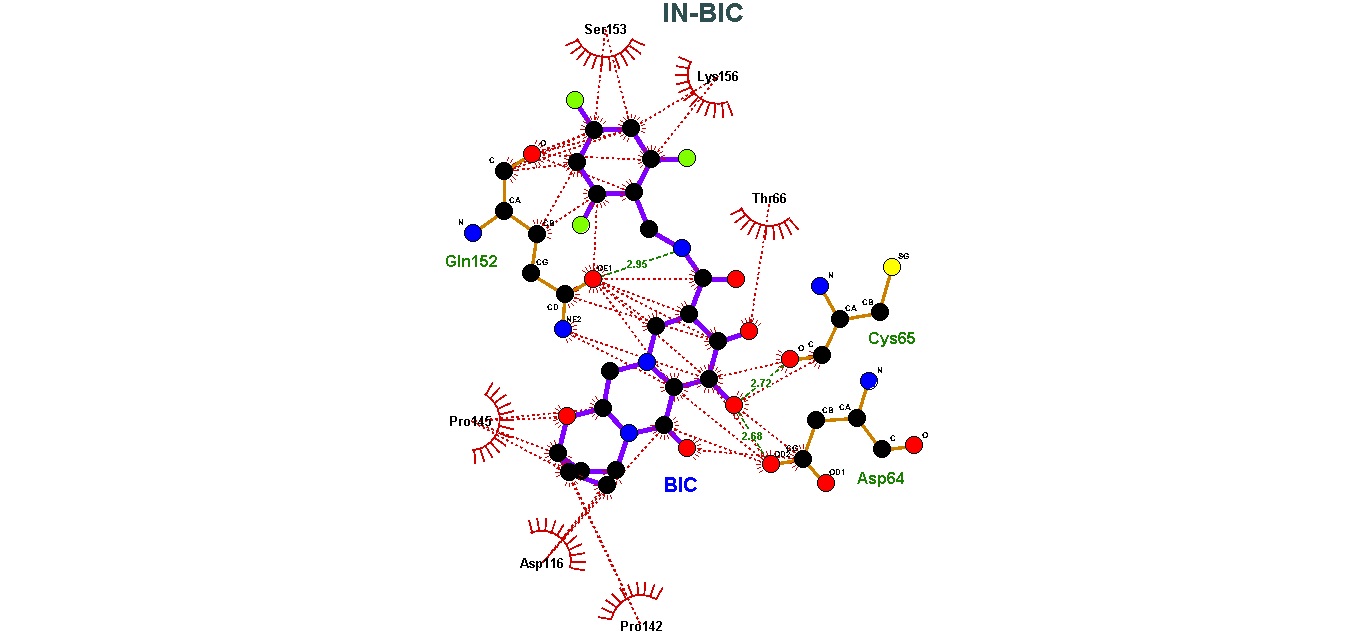 IN-BIC
Ser153
Lys156
O
C
CA
N
CB
Gln152
CG
Thr66
OE1
2.95
CD
NE2
SG
N
CA
CB
Cys65
O
C
2.72
N
CB
CA
Pro145
2.68
CG
OD2
C
O
OD1
Asp64
BIC
Asp116
Pro142